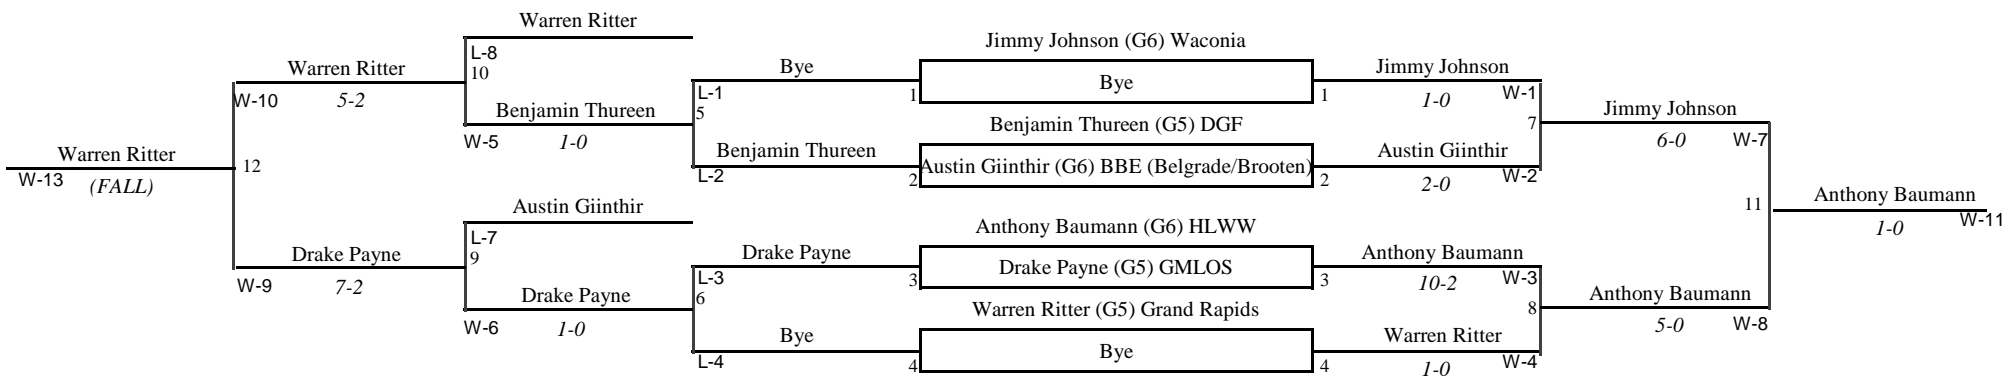 Warren Ritter
Jimmy Johnson (G6) Waconia
L-8
Warren Ritter
10
Bye
Bye
Jimmy Johnson
W-10
5-2
L-1
1
1
1-0
W-1
Benjamin Thureen
5
Jimmy Johnson
Benjamin Thureen (G5) DGF
7
W-5
1-0
6-0
W-7
Warren Ritter
Benjamin Thureen
Austin Giinthir (G6) BBE (Belgrade/Brooten)
Austin Giinthir
12
W-13
(FALL)
L-2
2
2
2-0
W-2
Anthony Baumann
Austin Giinthir
11
Anthony Baumann (G6) HLWW
1-0
W-11
L-7
Drake Payne
9
Drake Payne
Drake Payne (G5) GMLOS
Anthony Baumann
W-9
7-2
L-3
3
3
10-2
W-3
Drake Payne
6
Anthony Baumann
Warren Ritter (G5) Grand Rapids
8
W-6
1-0
5-0
W-8
Bye
Bye
Warren Ritter
L-4
4
4
1-0
W-4